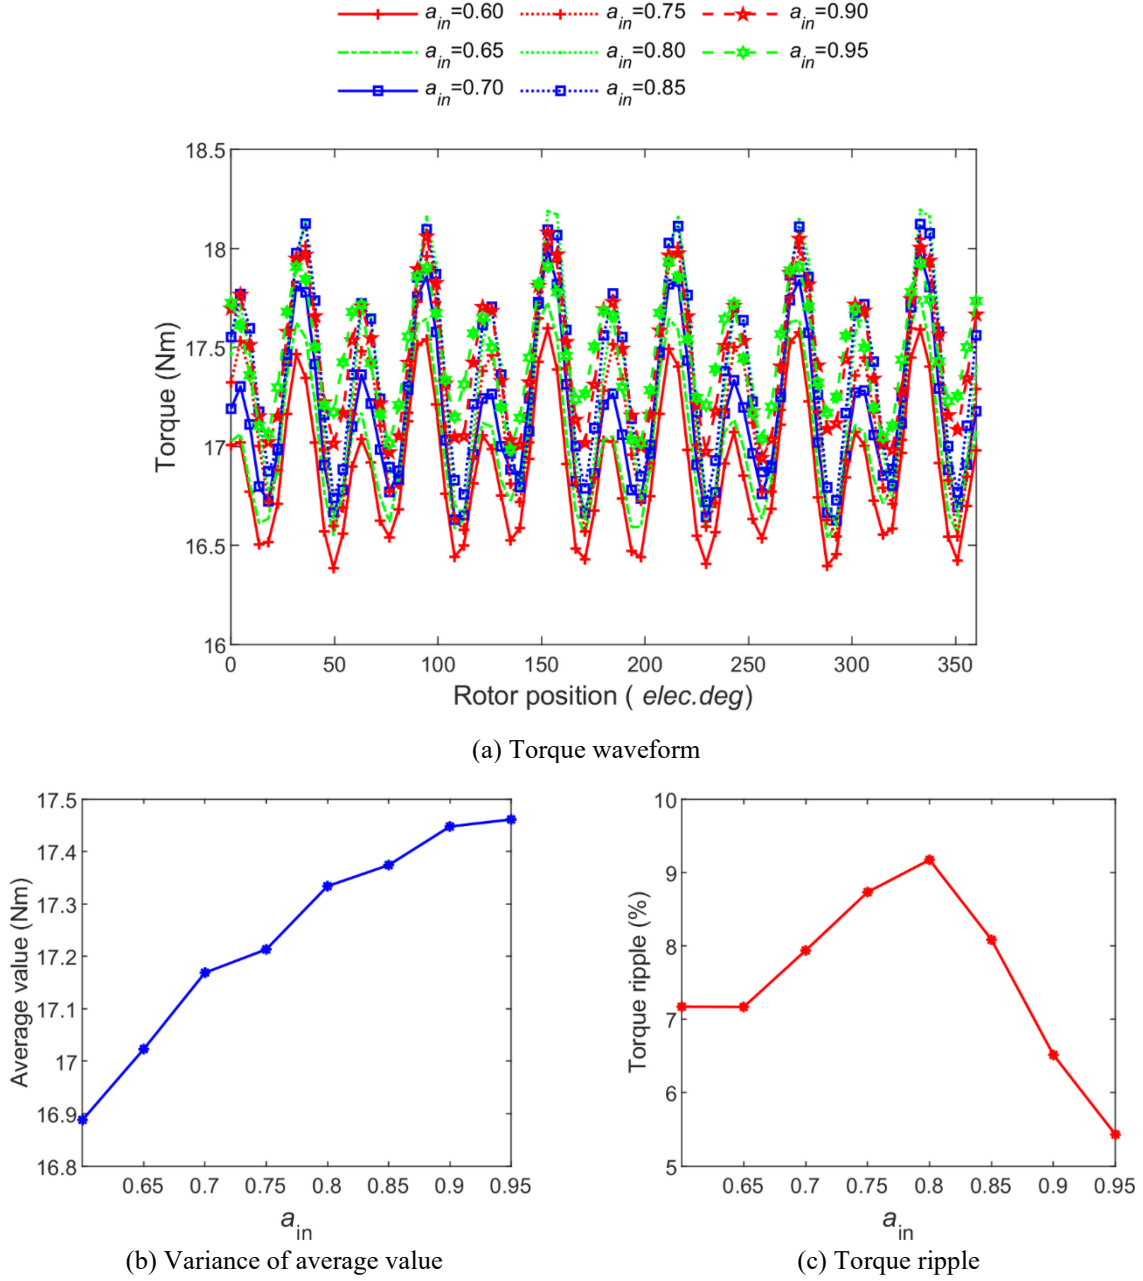 a_in=0.60 a_in=0.75 a_in=0.90
a_in=0.65 a_in=0.80 a_in=0.95
a_in=0.70 a_in=0.85
18.5
18
17.5
17
16.5
16
Torque (Nm)
0 50 100 150 200 250 300 350
Rotor position ( elec.deg)
(a) Torque waveform
17.5
17.4
17.3
17.2
17.1
17
16.9
16.8
Average value (Nm)
0.65 0.7 0.75 0.8 0.85 0.9 0.95
a_in
(b) Variance of average value
10
9
8
7
6
5
Torque ripple (%)
0.65 0.7 0.75 0.8 0.85 0.9 0.95
a_in
(c) Torque ripple